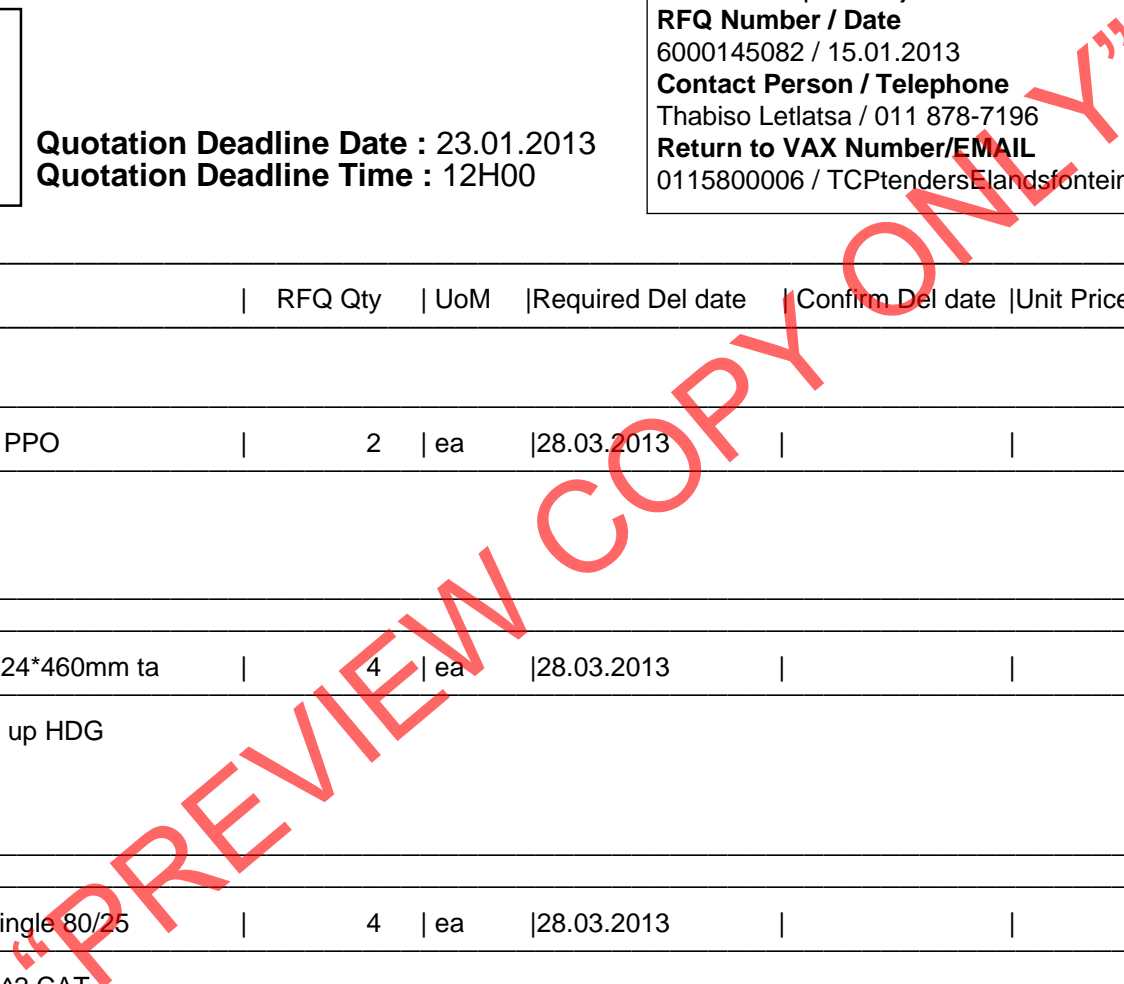 RFQ Number / Date
6000145082 / 15.01.2013
Contact Person / Telephone
Thabiso Letlatsa / 011 878-7196
Return to VAX Number/EMAIL
0115800006 / TCPtendersElandsfontein
Quotation Deadline Date : 23.01.2013
Quotation Deadline Time : 12H00
| RFQ Qty | UoM |Required Del date | Confirm Del date |Unit Price
PPO | 2 | ea |28.03.2013 | |
24*460mm ta | 4 | ea |28.03.2013 | |
up HDG
ingle 80/25 | 4 | ea |28.03.2013 | |
^2 CAT
“PREVIEW COPY ONLY”